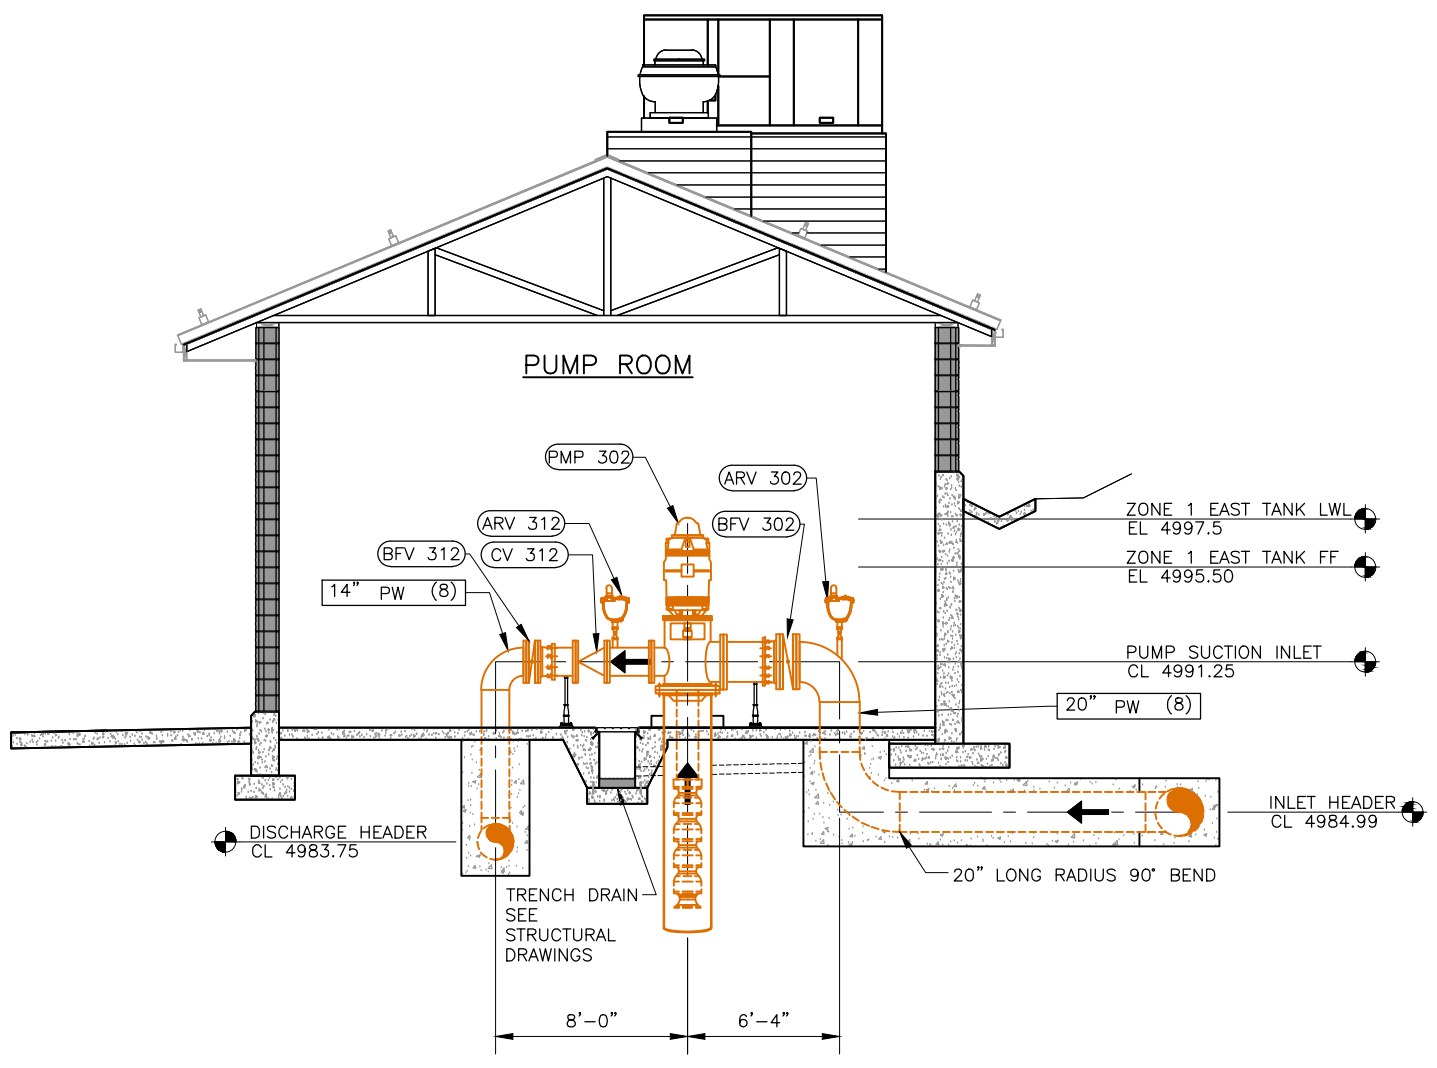 PUMP ROOM
PMP 302
ARV 302
ARV 312
BFV 302
BFV 312
CV 312
14” PW (8)
ZONE 1 EAST TANK LWL
EL 4997.5
ZONE 1 EAST TANK FF
EL 4995.50
PUMP SUCTION INLET
CL 4991.25
20” PW (8)
INLET HEADER
CL 4984.99
DISCHARGE HEADER
CL 4983.75
20” LONG RADIUS 90° BEND
TRENCH DRAIN
SEE
STRUCTURAL
DRAWINGS
8’-0”
6’-4”